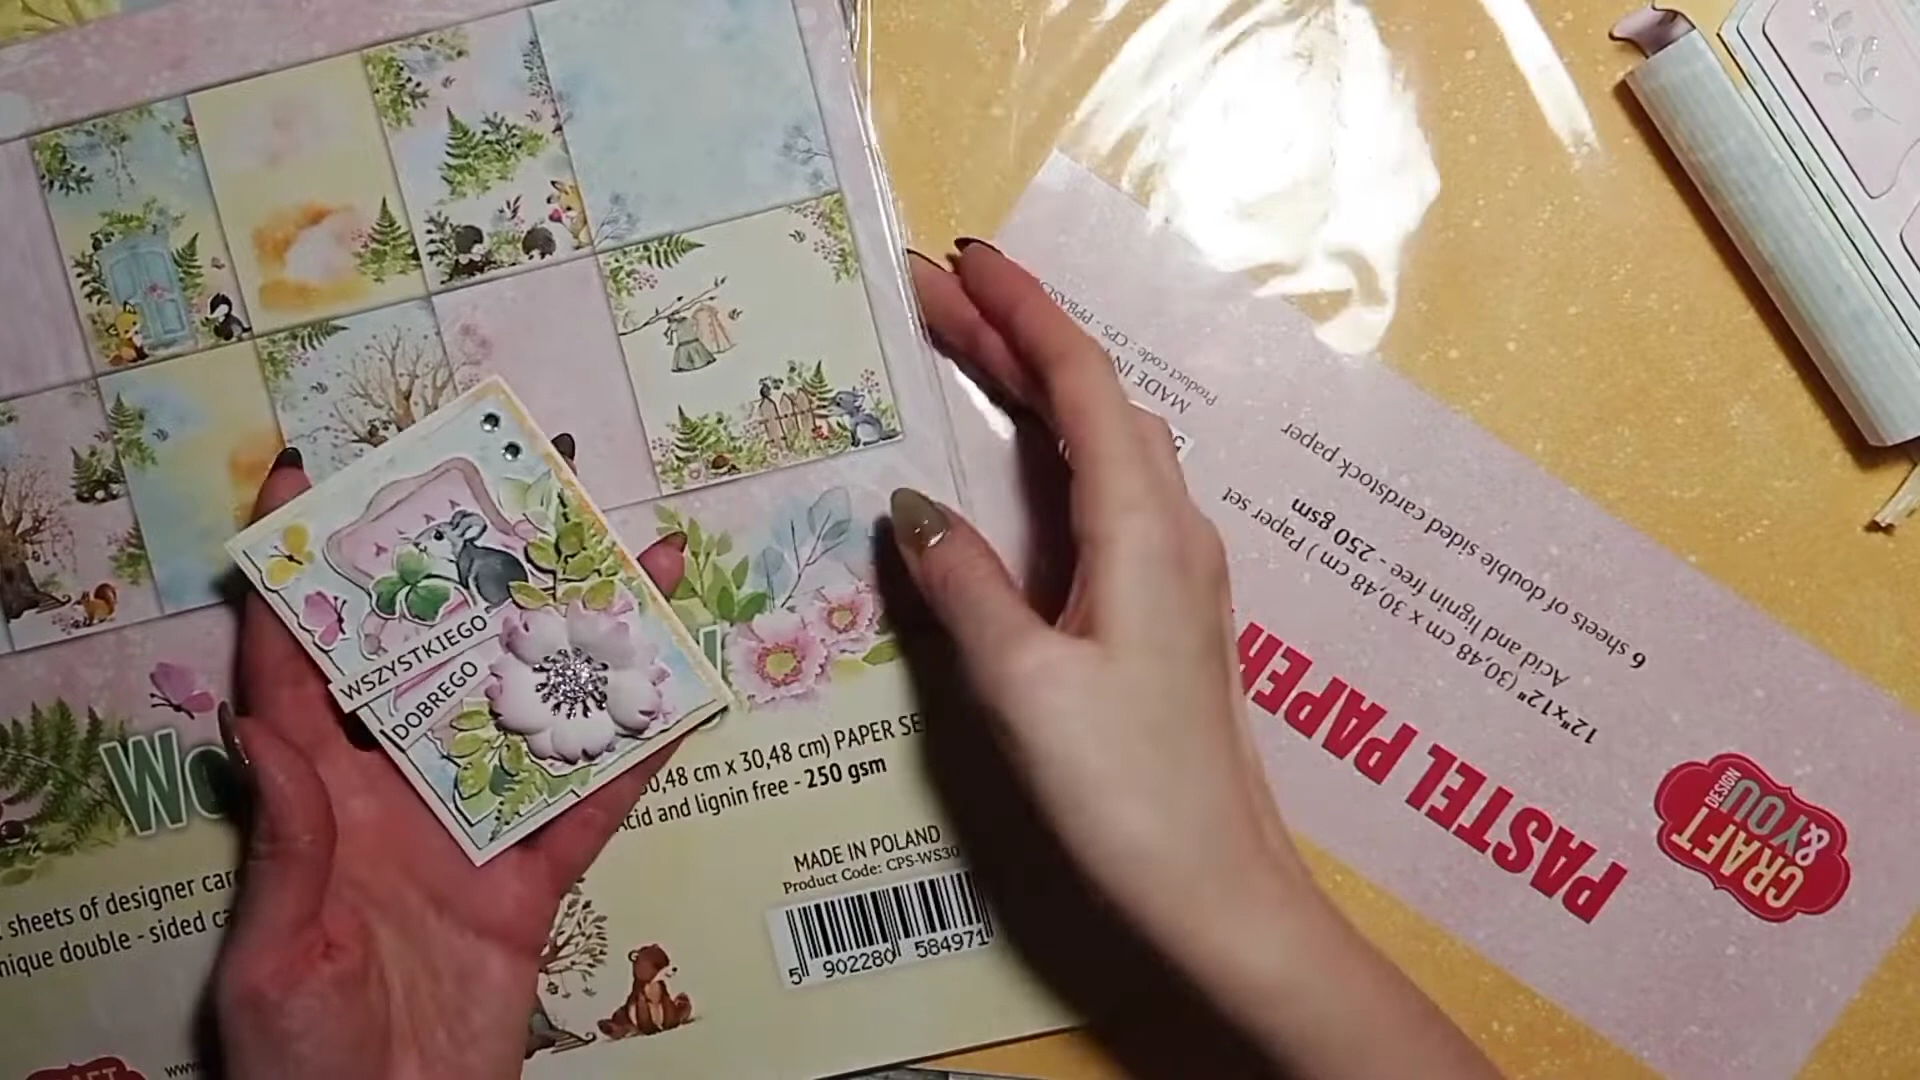 WSZYSTKIEGO
DOBREGO
Wo
30,48 cm x 30,48 cm) PAPER SE
Acid and lignin free - 250 gsm
MADE IN POLAND
Product Code: CPS-WS30
5 902280 584971
sheets of designer car
nique double - sided ca
www.
CRAFT
&YOU
DESIGN
PASTEL PAPER
12"x12" (30,48 cm x 30,48 cm) Paper set
Acid and lignin free - 250 gsm
6 sheets of double sided cardstock paper
MADE IN
Product code: CPS - PPBASE